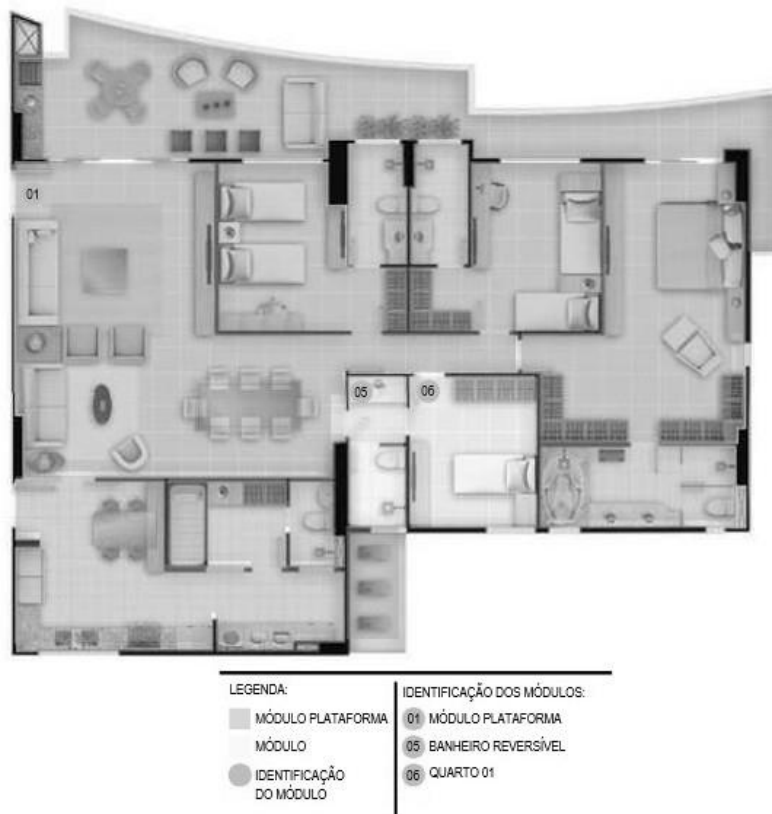 01
05
06
LEGENDA:
MÓDULO PLATAFORMA
MÓDULO
IDENTIFICAÇÃO
DO MÓDULO
IDENTIFICAÇÃO DOS MÓDULOS:
01 MÓDULO PLATAFORMA
05 BANHEIRO REVERSÍVEL
06 QUARTO 01